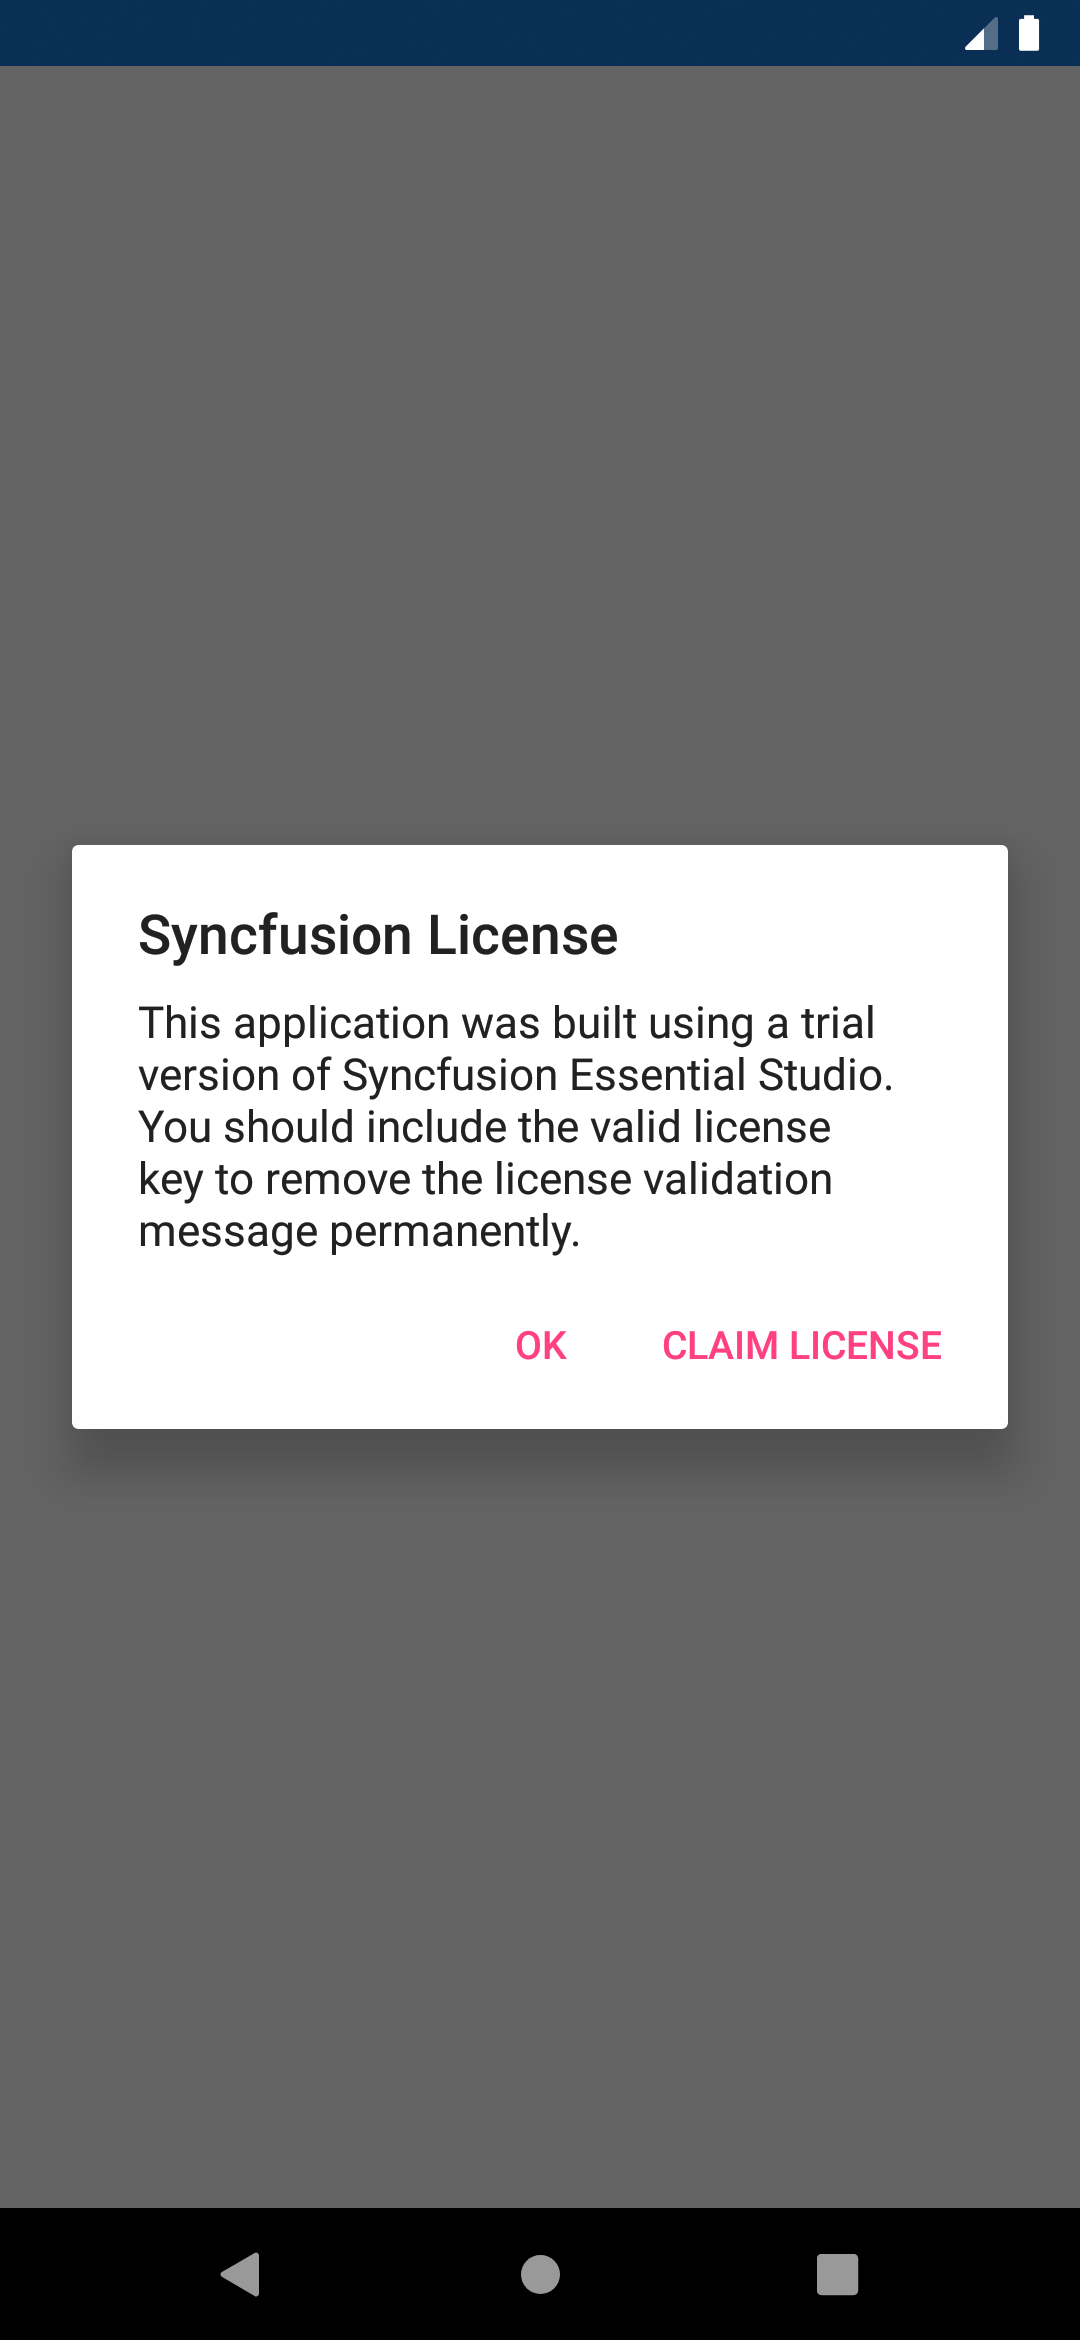 Syncfusion License
This application was built using a trial
version of Syncfusion Essential Studio.
You should include the valid license
key to remove the license validation
message permanently.
OK
CLAIM LICENSE